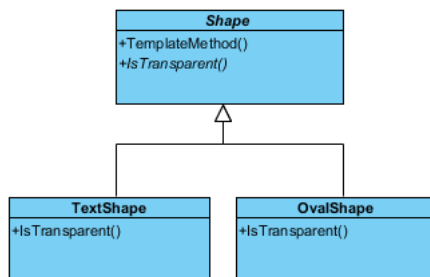 Shape
+TemplateMethod()
+IsTransparent()
TextShape
+IsTransparent()
OvalShape
+IsTransparent()